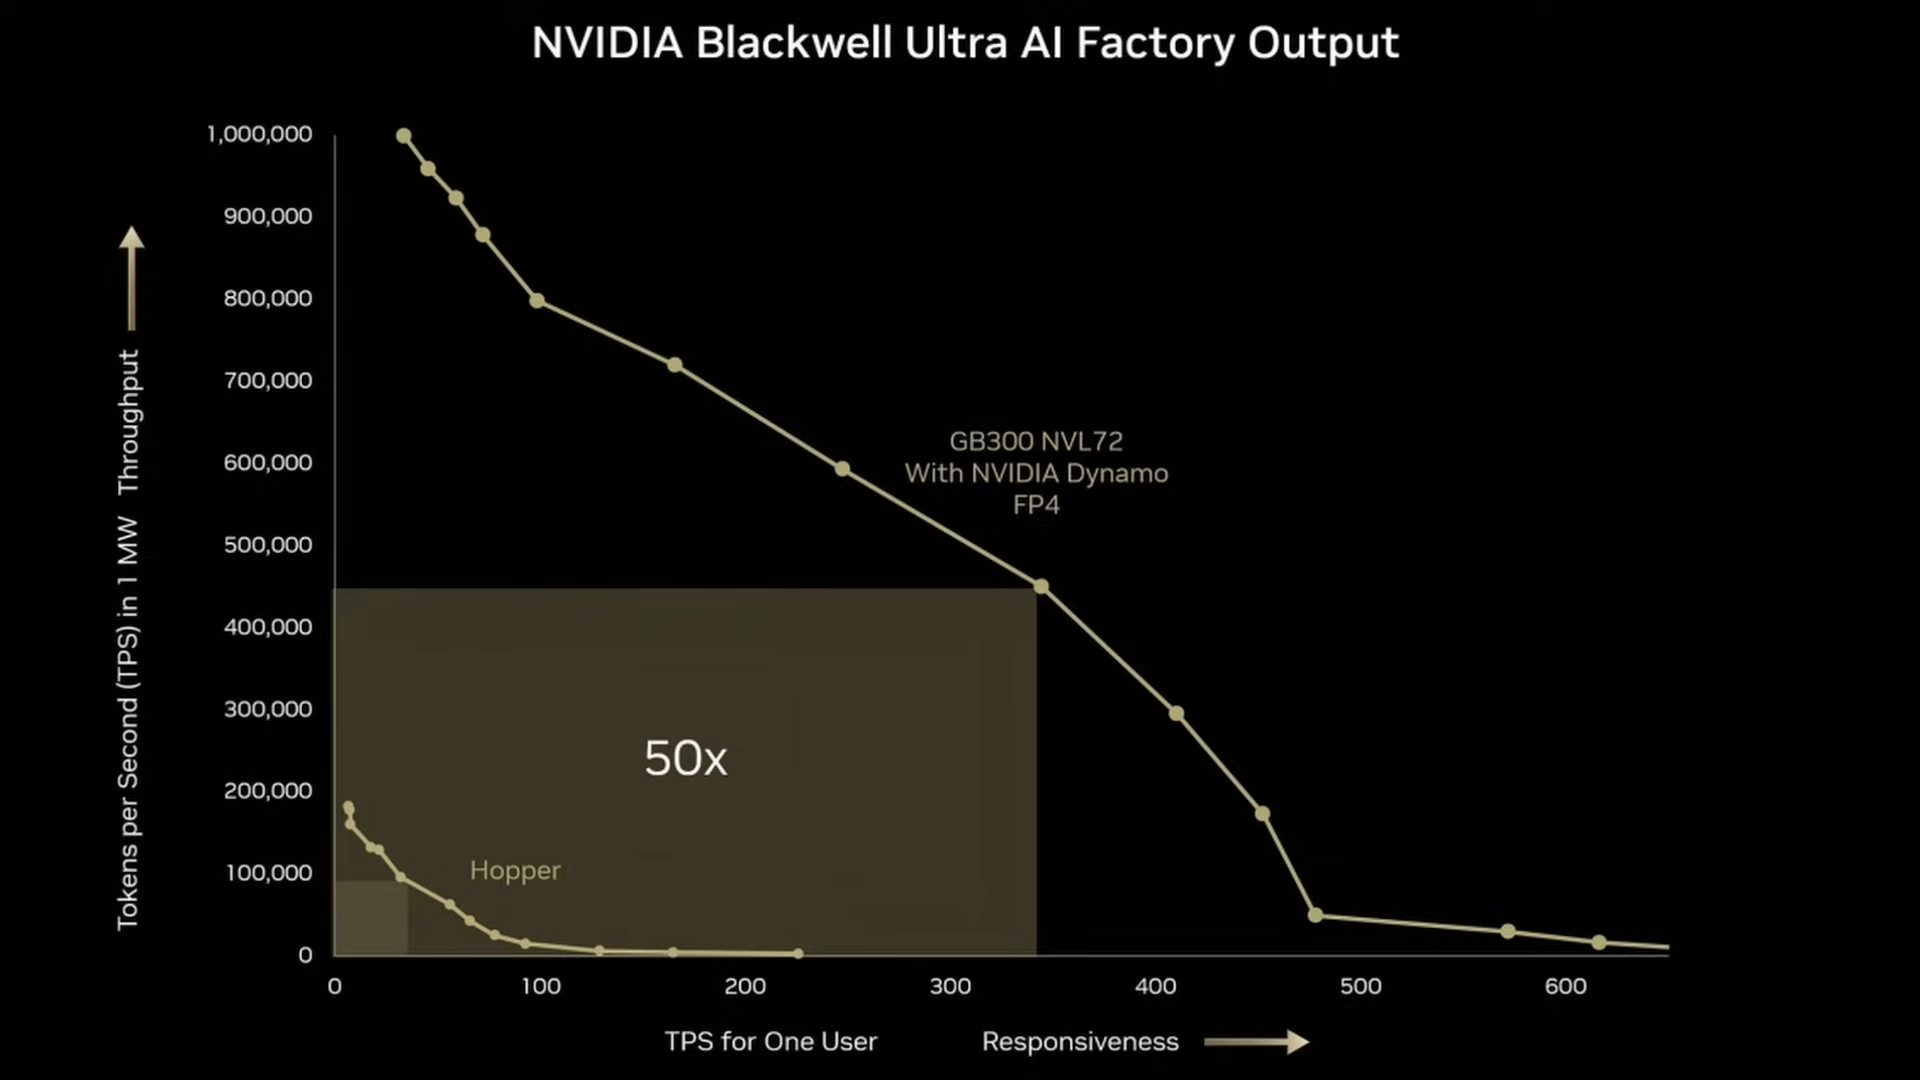 NVIDIA Blackwell Ultra AI Factory Output
1,000,000
900,000
800,000
700,000
600,000
500,000
400,000
300,000
200,000
100,000
0
Tokens per Second (TPS) in 1 MW Throughput
GB300 NVL72
With NVIDIA Dynamo
FP4
50x
Hopper
0 100 200 300 400 500 600
TPS for One User Responsiveness